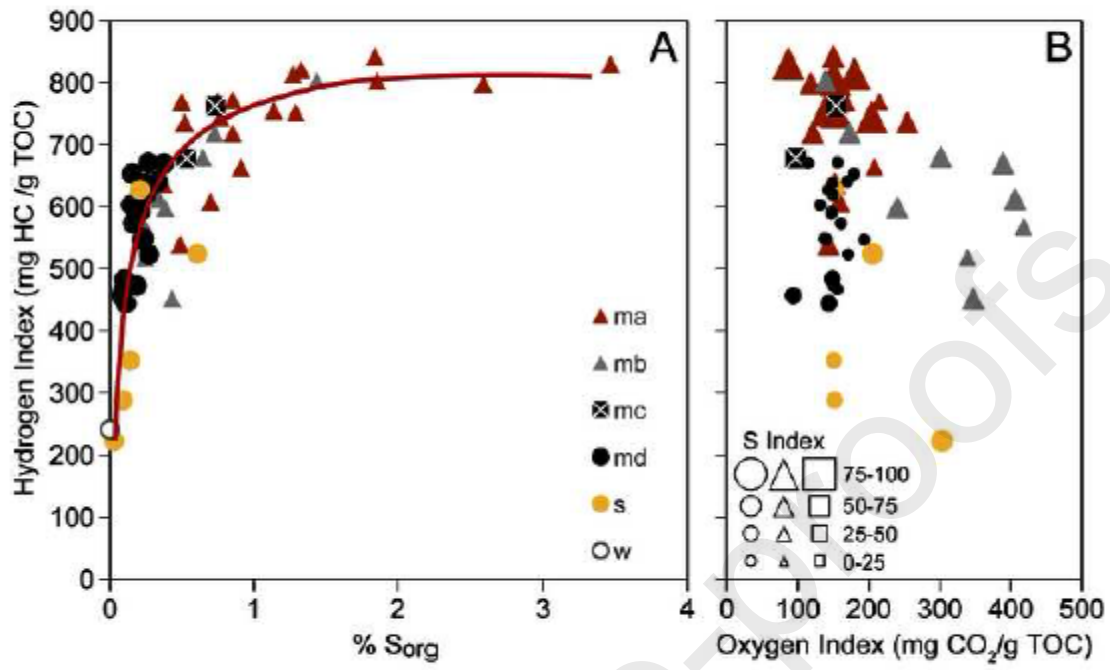 900
800
700
600
500
400
300
200
100
0
Hydrogen Index (mg HC /g TOC)
A
ma
mb
mc
md
s
w
0 1 2 3 4
% Sorg
B
S Index
75-100
50-75
25-50
0-25
0 100 200 300 400 500
Oxygen Index (mg CO₂/g TOC)
-proofs